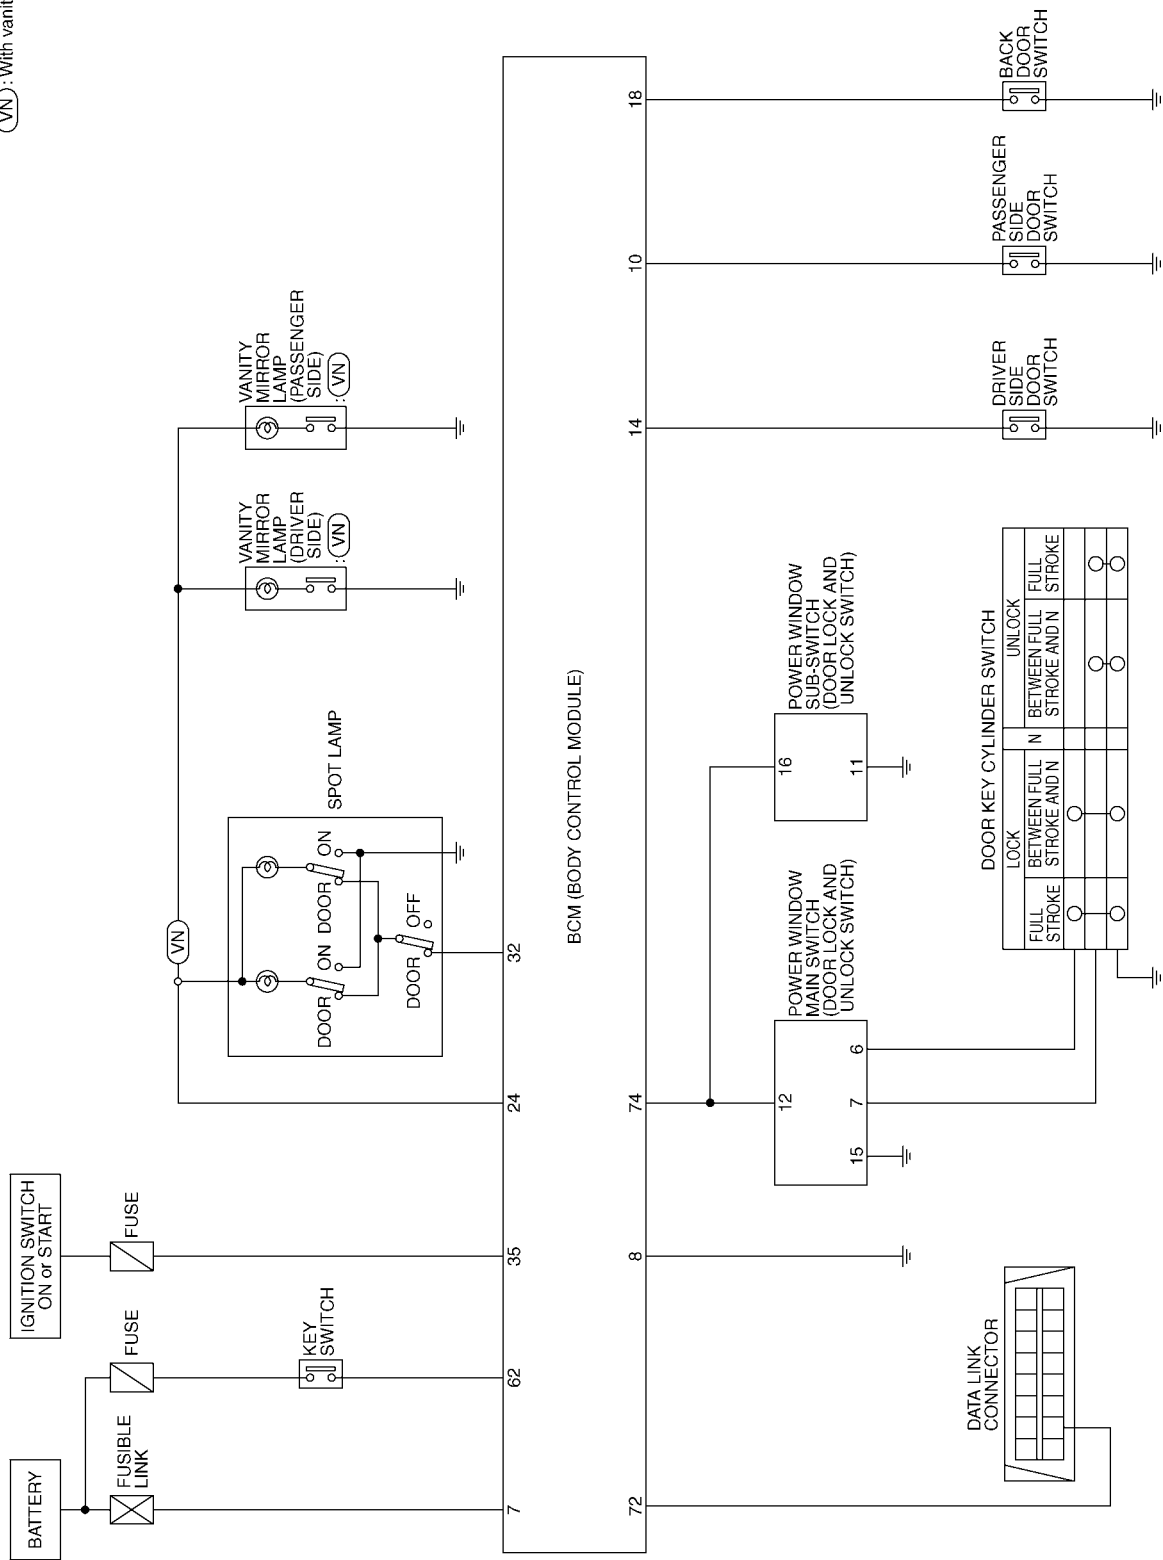 BATTERY
IGNITION SWITCH
ON or START
FUSIBLE
LINK
FUSE
FUSE
KEY
SWITCH
7
62
35
24
32
VN
SPOT LAMP
DOOR
ON
DOOR
ON
DOOR
OFF
VANITY
MIRROR
LAMP
(DRIVER
SIDE)
: VN
VANITY
MIRROR
LAMP
(PASSENGER
SIDE)
: VN
VN : With
BCM (BODY CONTROL MODULE)
72
8
74
14
10
18
DATA LINK
CONNECTOR
POWER WINDOW
MAIN SWITCH
(DOOR LOCK AND
UNLOCK SWITCH)
12
15
7
6
POWER WINDOW
SUB-SWITCH
(DOOR LOCK AND
UNLOCK SWITCH)
16
11
DOOR KEY CYLINDER SWITCH
LOCK
N
UNLOCK
FULL
STROKE
BETWEEN FULL
STROKE AND N
BETWEEN FULL
STROKE AND N
FULL
STROKE
DRIVER
SIDE
DOOR
SWITCH
PASSENGER
SIDE
DOOR
SWITCH
BACK
DOOR
SWITCH